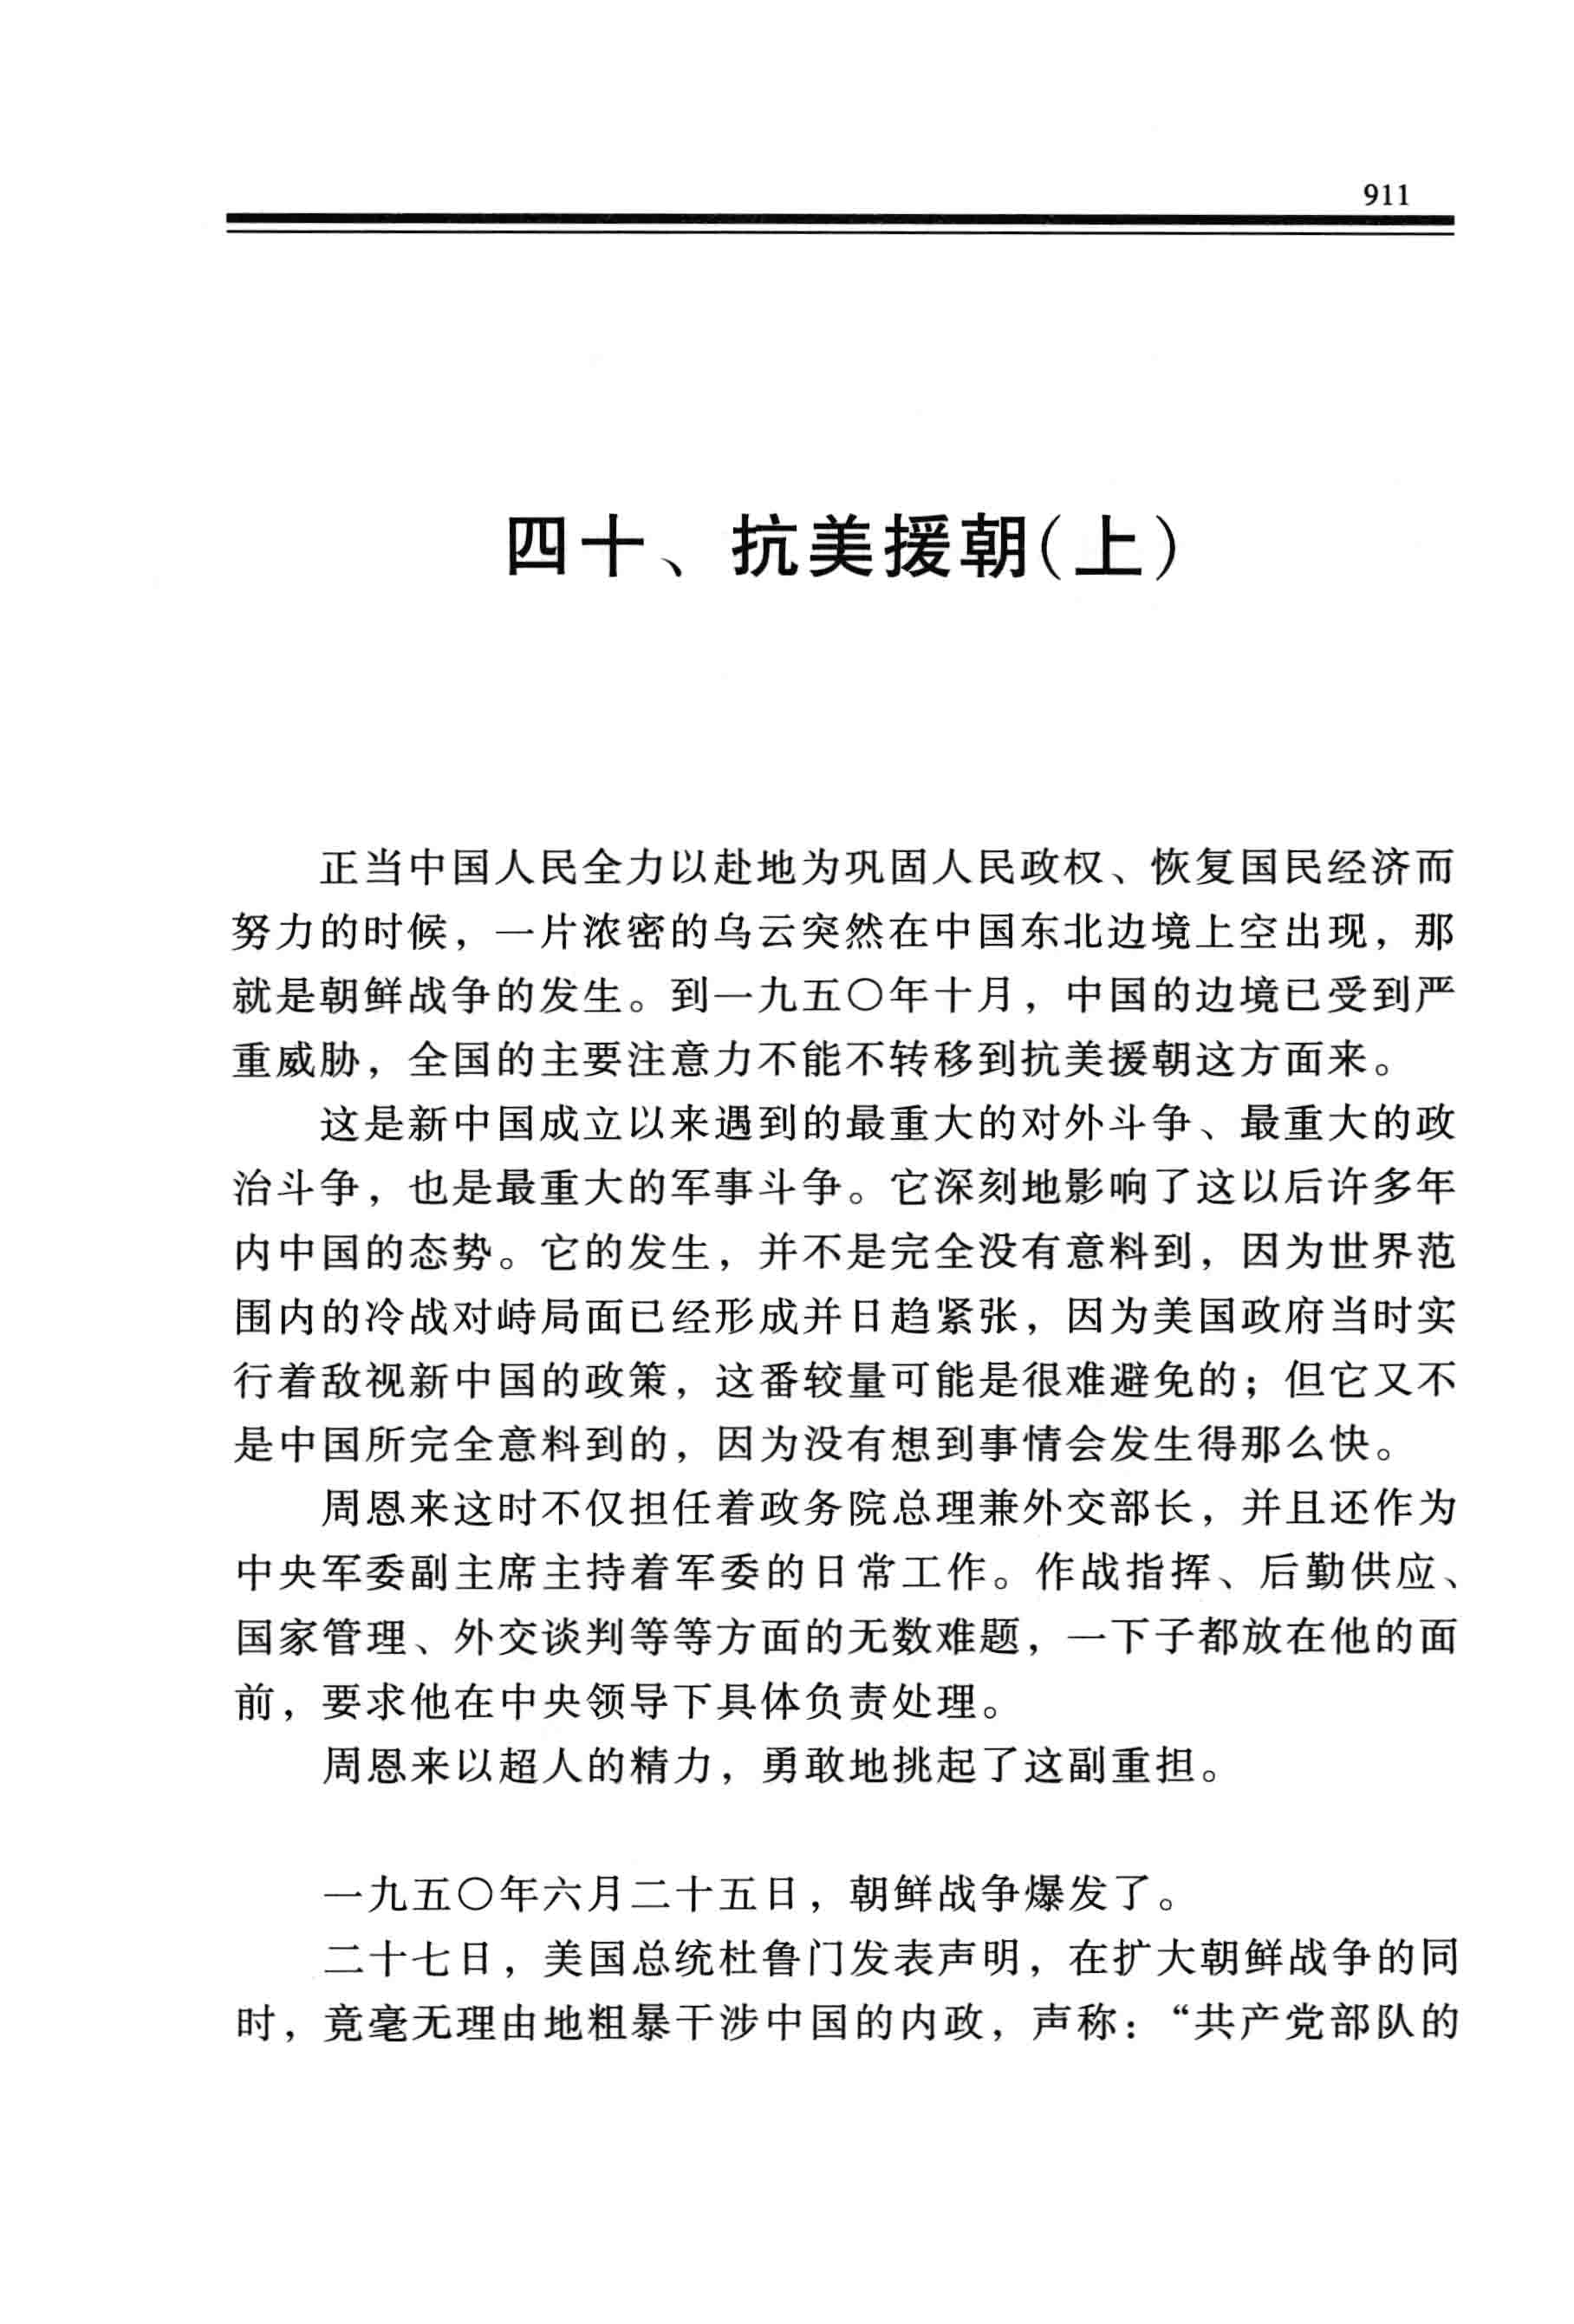 911
四十、抗美援朝（上）
正当中国人民全力以赴地为巩固人民政权、恢复国民经济而
努力的时候，一片浓密的乌云突然在中国东北边境上空出现，那
就是朝鲜战争的发生。到一九五〇年十月，中国的边境已受到严
重威胁，全国的主要注意力不能不转移到抗美援朝这方面来。
这是新中国成立以来遇到的最重大的对外斗争、最重大的政
治斗争，也是最重大的军事斗争。它深刻地影响了这以后许多年
内中国的态势。它的发生，并不是完全没有意料到，因为世界范
围内的冷战对峙局面已经形成并日趋紧张，因为美国政府当时实
行着敌视新中国的政策，这番较量可能是很难避免的；但它又不
是中国所完全意料到的，因为没有想到事情会发生得那么快。
周恩来这时不仅担任着政务院总理兼外交部长，并且还作为
中央军委副主席主持着军委的日常工作。作战指挥、后勤供应、
国家管理、外交谈判等等方面的无数难题，一下子都放在他的面
前，要求他在中央领导下具体负责处理。
周恩来以超人的精力，勇敢地挑起了这副重担。
一九五〇年六月二十五日，朝鲜战争爆发了。
二十七日，美国总统杜鲁门发表声明，在扩大朝鲜战争的同
时，竟毫无理由地粗暴干涉中国的内政，声称：“共产党部队的